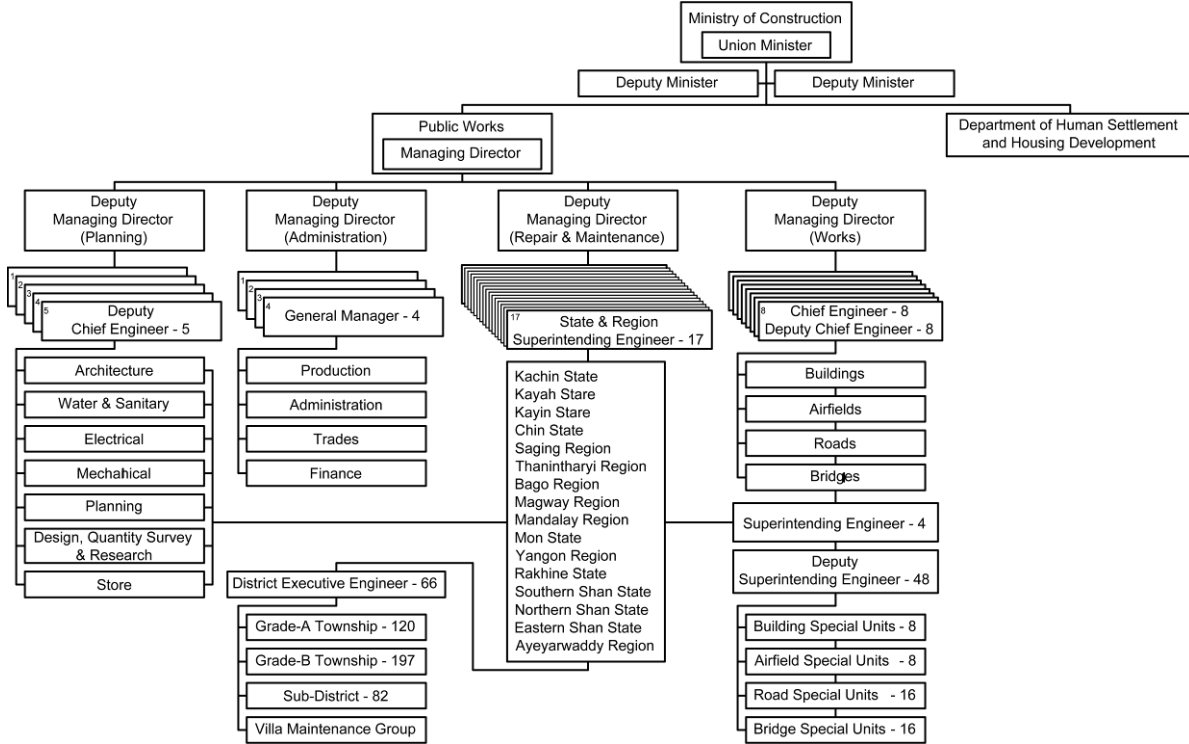 Ministry of Construction
Union Minister
Deputy Minister
Deputy Minister
Public Works
Managing Director
Department of Human Settlement
and Housing Development
Deputy
Managing Director
(Planning)
Deputy
Managing Director
(Administration)
Deputy
Managing Director
(Repair & Maintenance)
Deputy
Managing Director
(Works)
1
2
3
4
5
Deputy
Chief Engineer - 5
1
2
3
4
General Manager - 4
17
State & Region
Superintending Engineer - 17
8
Chief Engineer - 8
Deputy Chief Engineer - 8
Architecture
Water & Sanitary
Electrical
Mechanical
Planning
Design, Quantity Survey
& Research
Store
Production
Administration
Trades
Finance
Kachin State
Kayah Stare
Kayin Stare
Chin State
Saging Region
Thanintharyi Region
Bago Region
Magway Region
Mandalay Region
Mon State
Yangon Region
Rakhine State
Southern Shan State
Northern Shan State
Eastern Shan State
Ayeyarwaddy Region
Buildings
Airfields
Roads
Bridges
Superintending Engineer - 4
Deputy
Superintending Engineer - 48
District Executive Engineer - 66
Grade-A Township - 120
Grade-B Township - 197
Sub-District - 82
Villa Maintenance Group
Building Special Units - 8
Airfield Special Units - 8
Road Special Units - 16
Bridge Special Units - 16